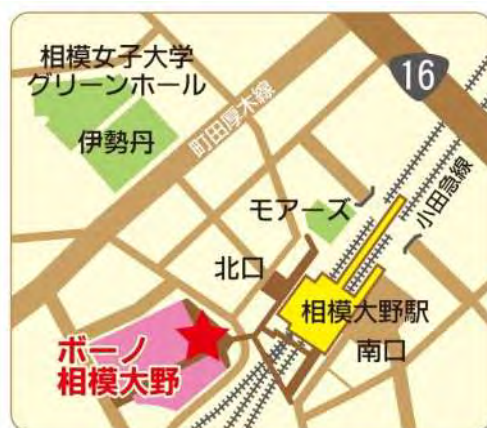 相模女子大学
グリーンホール
伊勢丹
町田厚木線
16
小田急線
モアーズ
北口
相模大野駅
南口
ボーノ
相模大野